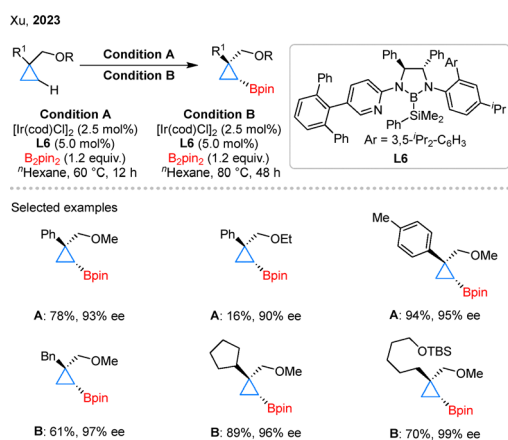 Xu, 2023
R¹ OR
H
Condition A
Condition B
R¹ OR
Bpin
Condition A
[Ir(cod)Cl]₂ (2.5 mol%)
L6 (5.0 mol%)
B₂pin₂ (1.2 equiv.)
ⁿHexane, 60 °C, 12 h
Condition B
[Ir(cod)Cl]₂ (2.5 mol%)
L6 (5.0 mol%)
B₂pin₂ (1.2 equiv.)
ⁿHexane, 80 °C, 48 h
Ph Ph
Ph Ar
N N
B
N
SiMe₂
Ph
ⁱPr
Ph
Ar = 3,5-ⁱPr₂-C₆H₃
L6
Selected examples
Ph OMe
Bpin
A: 78%, 93% ee
Ph OEt
Bpin
A: 16%, 90% ee
Me
OMe
Bpin
A: 94%, 95% ee
Bn OMe
Bpin
B: 61%, 97% ee
OMe
Bpin
B: 89%, 96% ee
OTBS
OMe
Bpin
B: 70%, 99% ee